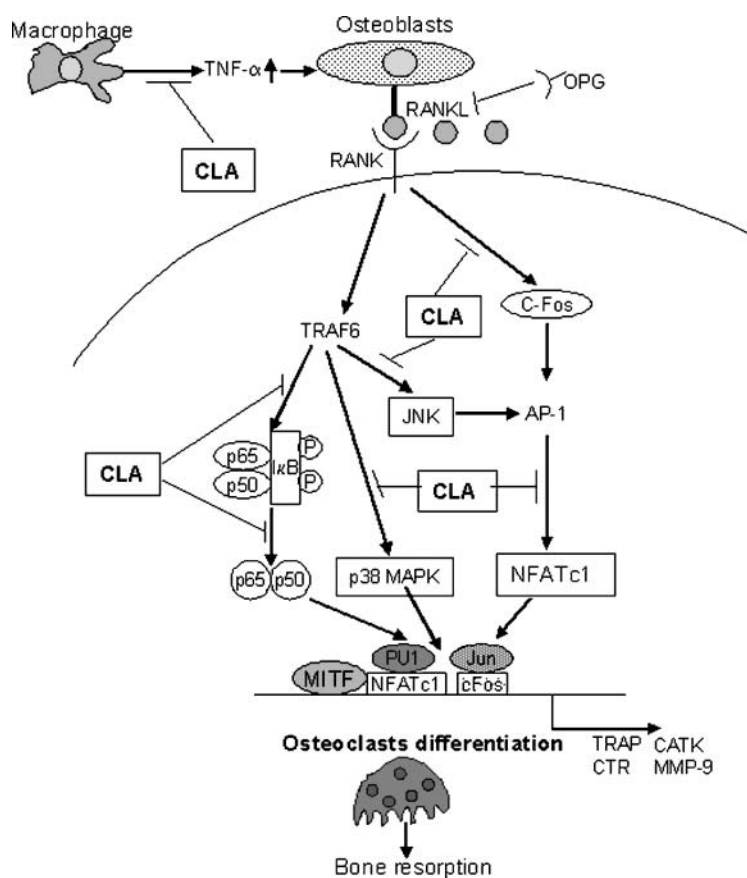 Macrophage
Osteoblasts
TNF-α
OPG
RANKL
RANK
CLA
C-Fos
CLA
TRAF6
JNK
AP-1
p65
IκB
P
CLA
p50
P
CLA
p65
p50
p38 MAPK
NFATc1
PU1
Jun
MITF
NFATc1
cFos
Osteoclasts differentiation
TRAP CATK
CTR MMP-9
Bone resorption